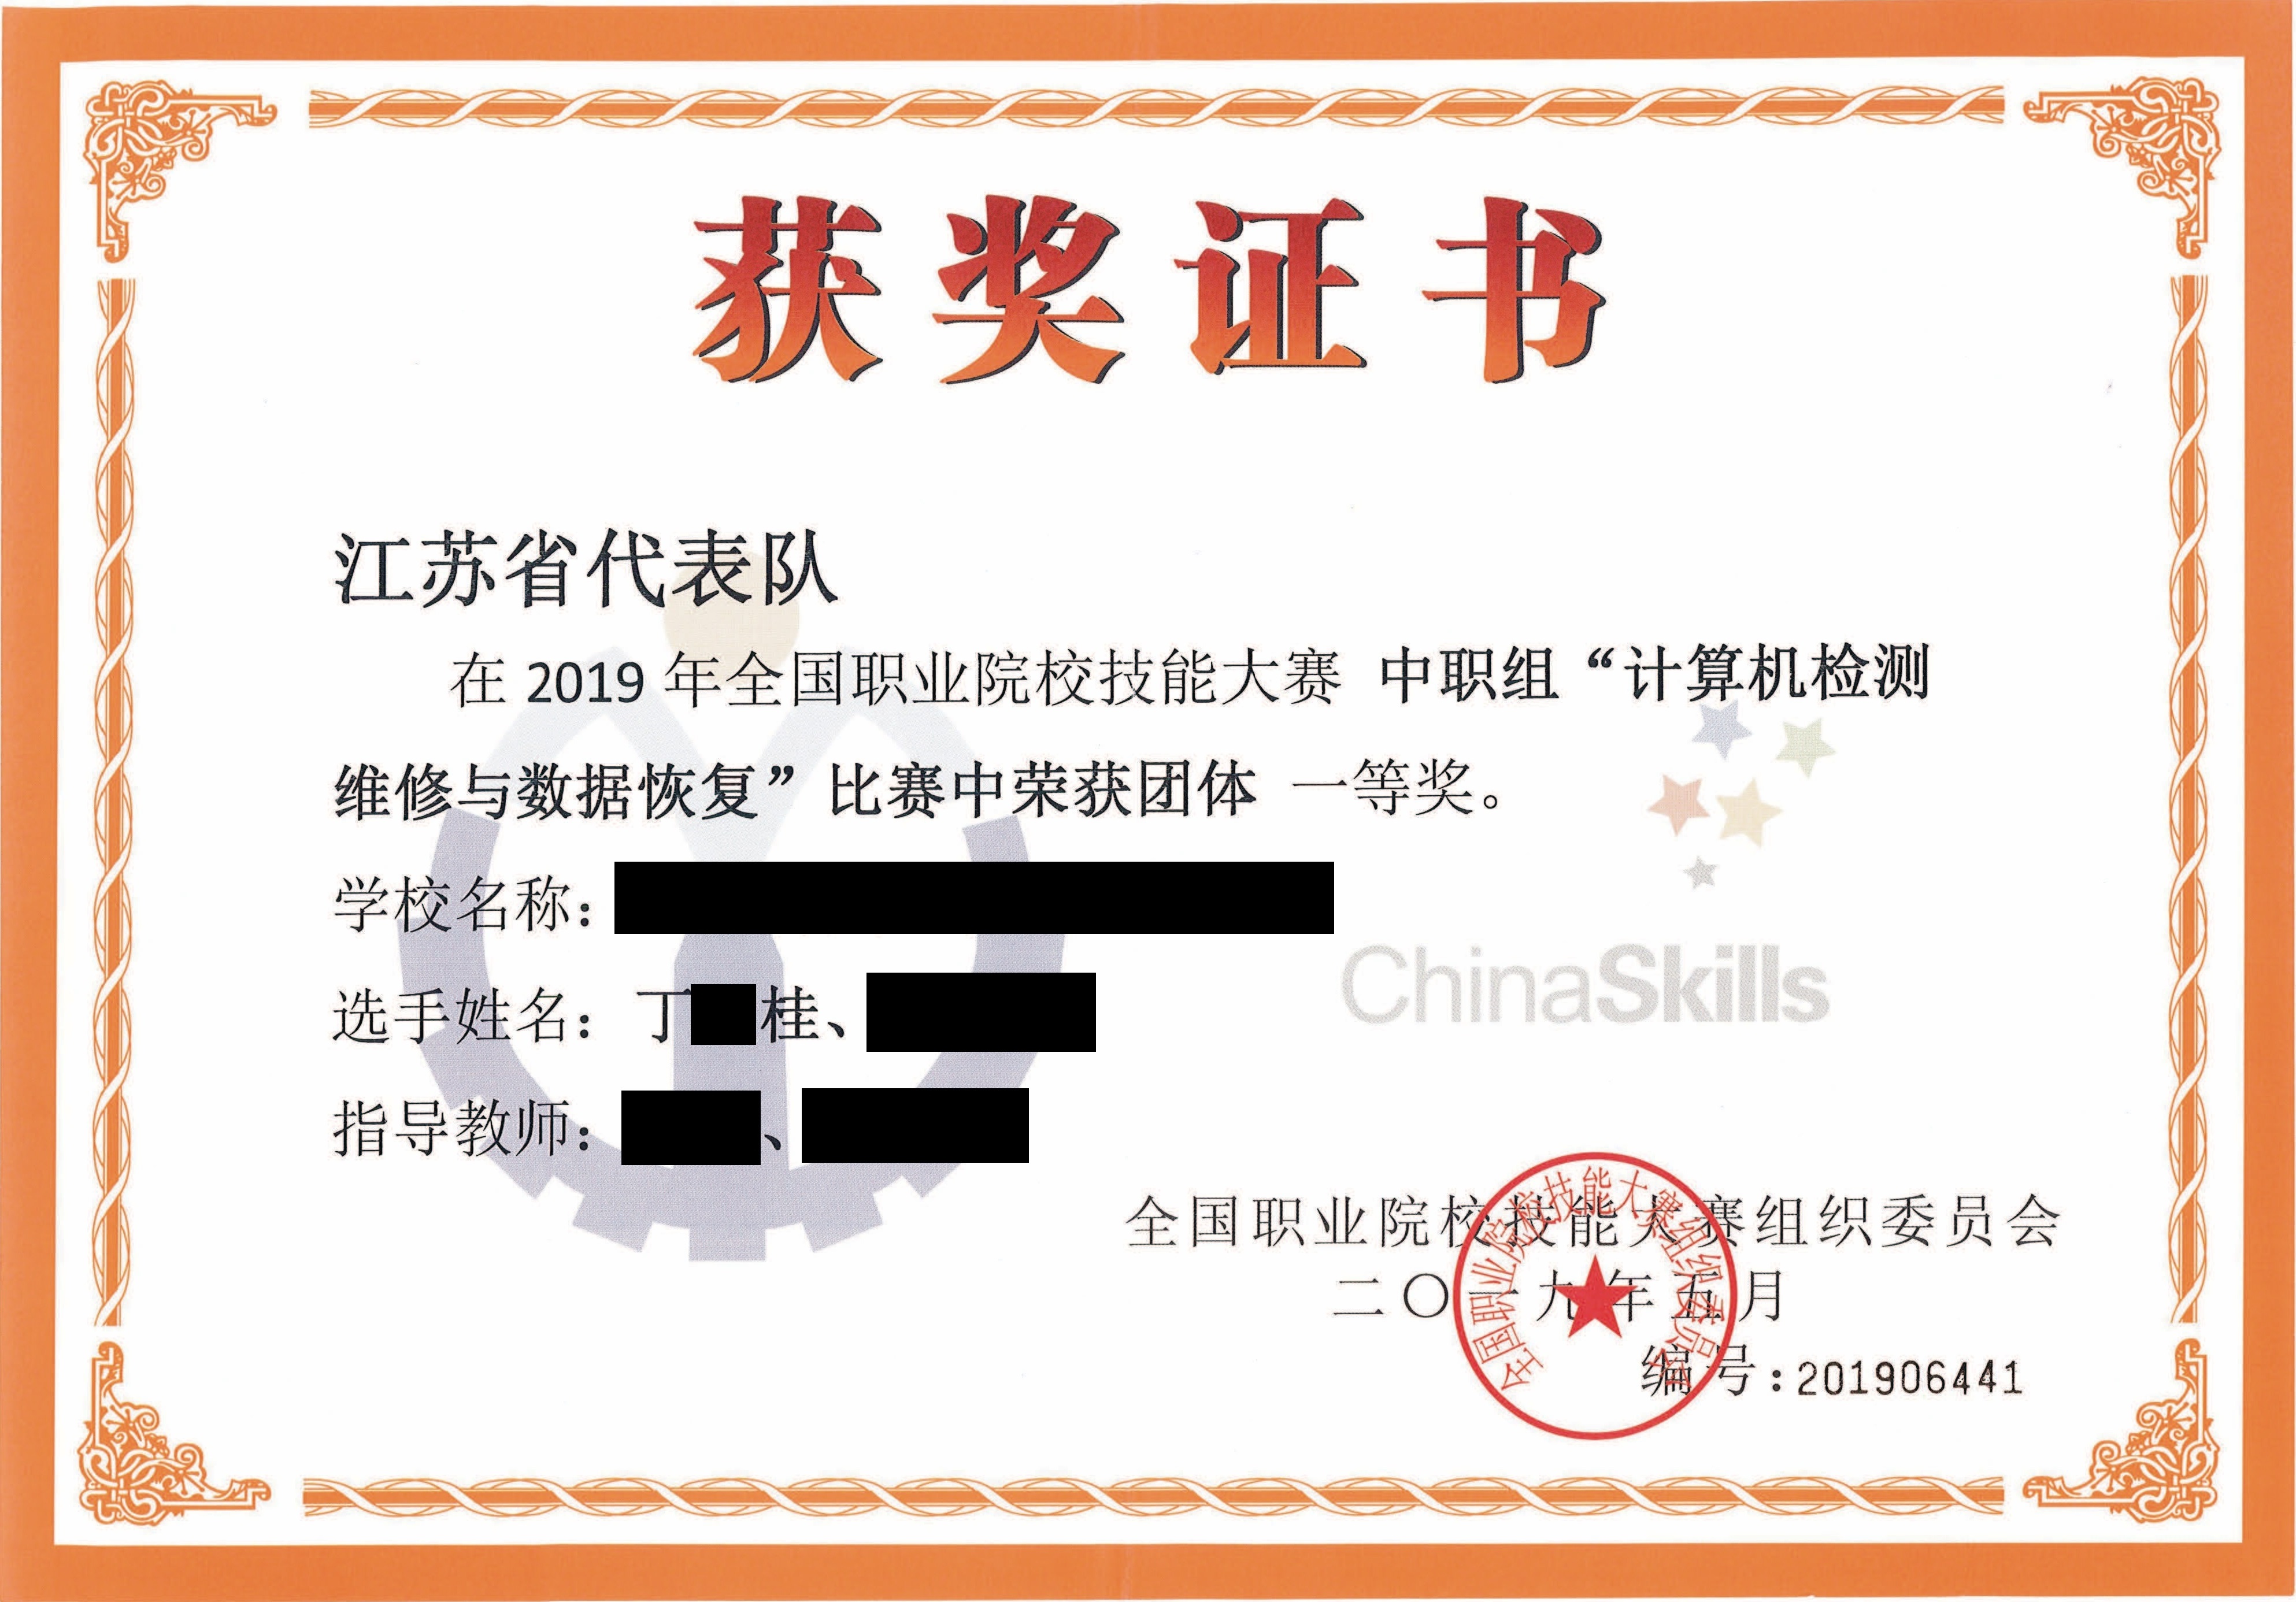 获奖证书
江苏省代表队
在 2019 年全国职业院校技能大赛 中职组“计算机检测
维修与数据恢复”比赛中荣获团体 一等奖。
学校名称：
选手姓名：丁 桂、
指导教师： 、
ChinaSkills
全国职业院校技能大赛组织委员会
二〇一九年五月
编号:201906441
全国职业院校技能大赛组织委员会